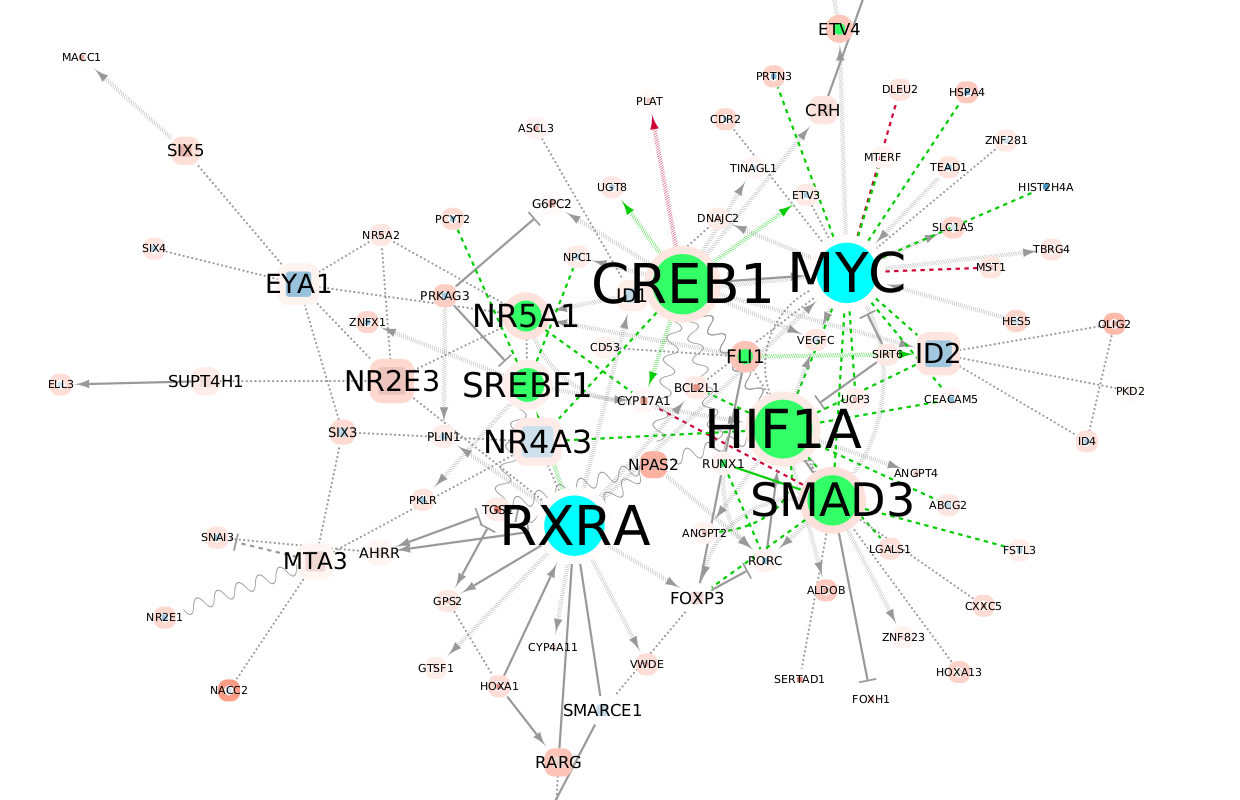 ETV4
MACC1
PRTN3
DLEU2
HSPA4
PLAT
CRH
CDR2
ASCL3
ZNF281
SIX5
MTERF
TINAGL1
TEAD1
UGT8
HIST2H4A
ETV3
G6PC2
PCYT2
DNAJC2
SLC1A5
NR5A2
SIX4
TBRG4
NPC1
MST1
CREB1
MYC
EYA1
PRKAG3
ID1
NR5A1
ZNFX1
HES5
OLIG2
VEGFC
CD53
FLI1
SIRT6
ID2
ELL3
SUPT4H1
NR2E3
SREBF1
BCL2L1
PKD2
CYP17A1
UCP3
CEACAM5
SIX3
PLIN1
NR4A3
HIF1A
ID4
NPAS2
RUNX1
ANGPT4
PKLR
SMAD3
ABCG2
RXRA
SNAI3
ANGPT2
MTA3
AHRR
LGALS1
FSTL3
RORC
ALDOB
GPS2
FOXP3
CXXC5
NR2E1
ZNF823
CYP4A11
GTSF1
VWDE
HOXA13
SERTAD1
HOXA1
NACC2
FOXH1
SMARCE1
RARG